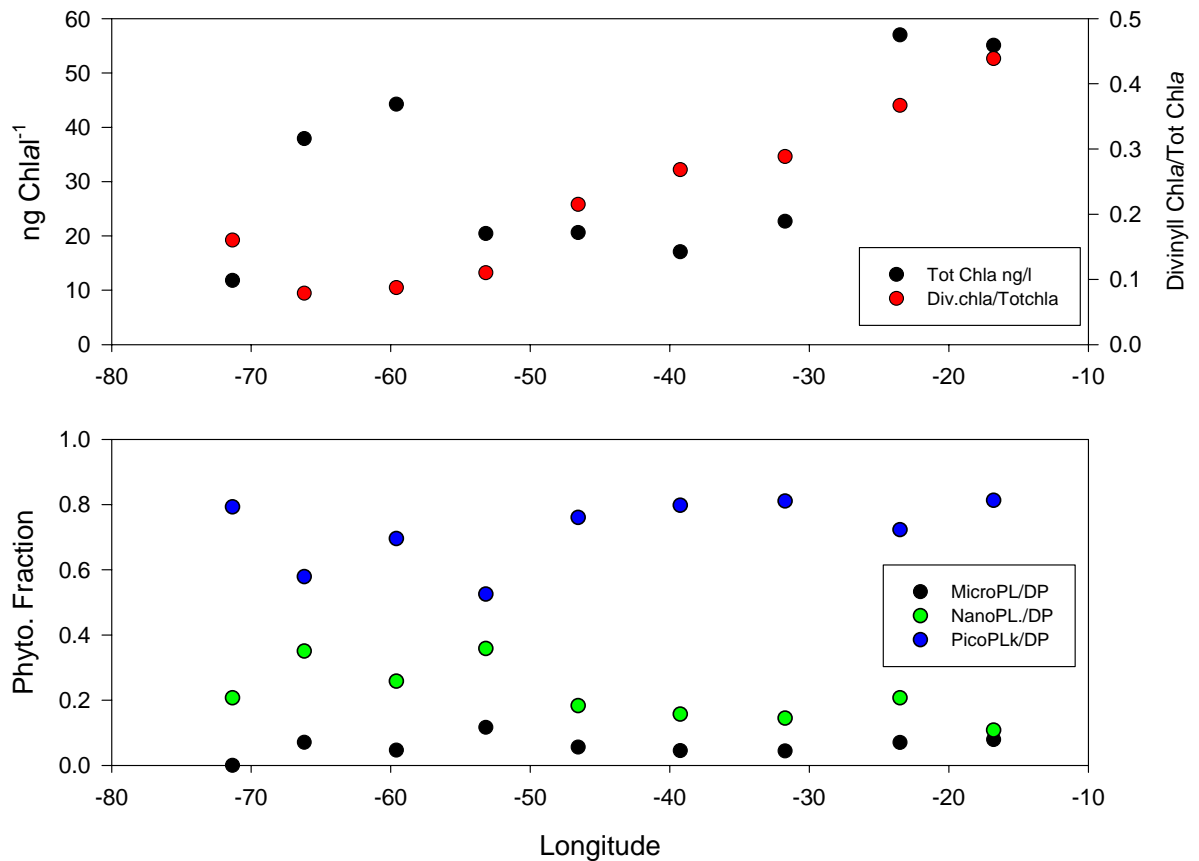 60
50
40
30
20
10
0
ng Chlal⁻¹
0.5
0.4
0.3
0.2
0.1
0.0
Divinyll Chla/Tot Chla
Tot Chla ng/l
Div.chla/Totchla
-80 -70 -60 -50 -40 -30 -20 -10
1.0
0.8
0.6
0.4
0.2
0.0
Phyto. Fraction
MicroPL/DP
NanoPL./DP
PicoPLk/DP
-80 -70 -60 -50 -40 -30 -20 -10
Longitude